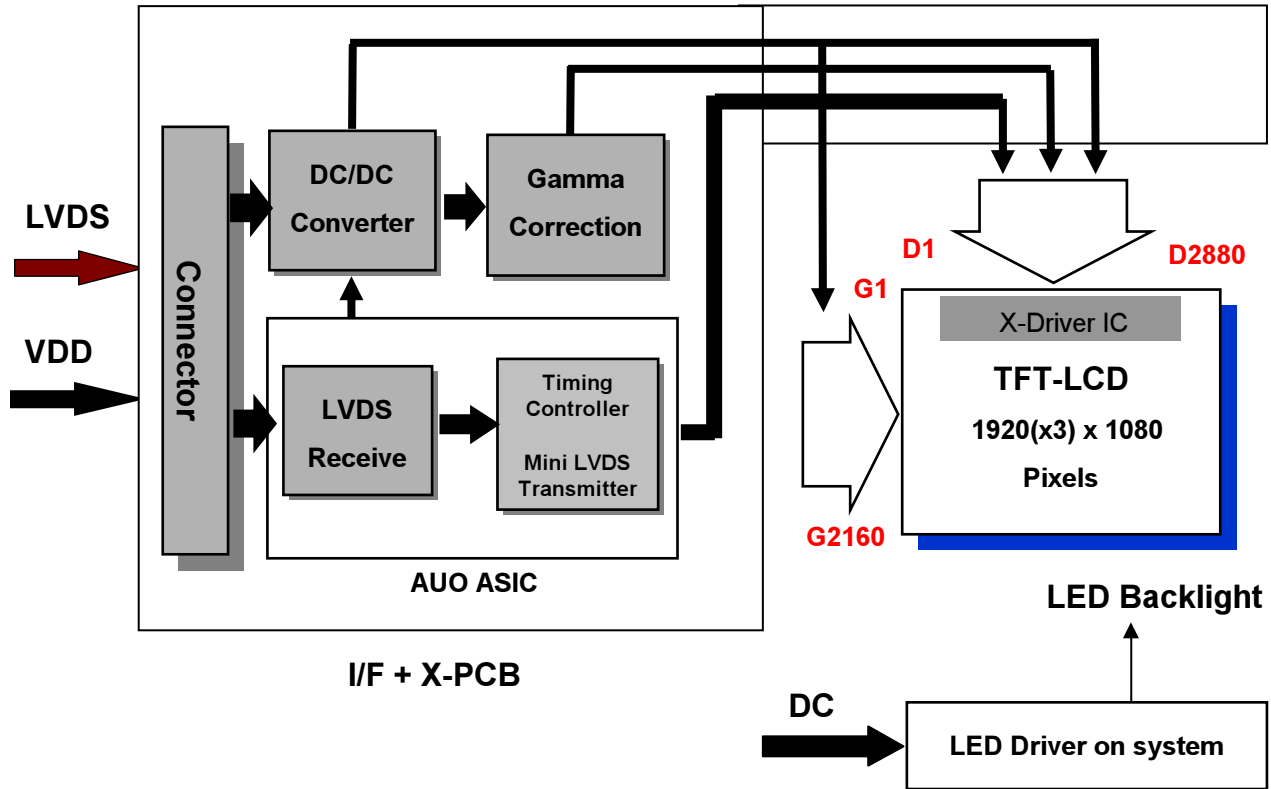 LVDS
VDD
Connector
DC/DC
Converter
Gamma
Correction
LVDS
Receive
Timing
Controller
Mini LVDS
Transmitter
AUO ASIC
I/F + X-PCB
D1
D2880
G1
G2160
X-Driver IC
TFT-LCD
1920(x3) x 1080
Pixels
LED Backlight
DC
LED Driver on system